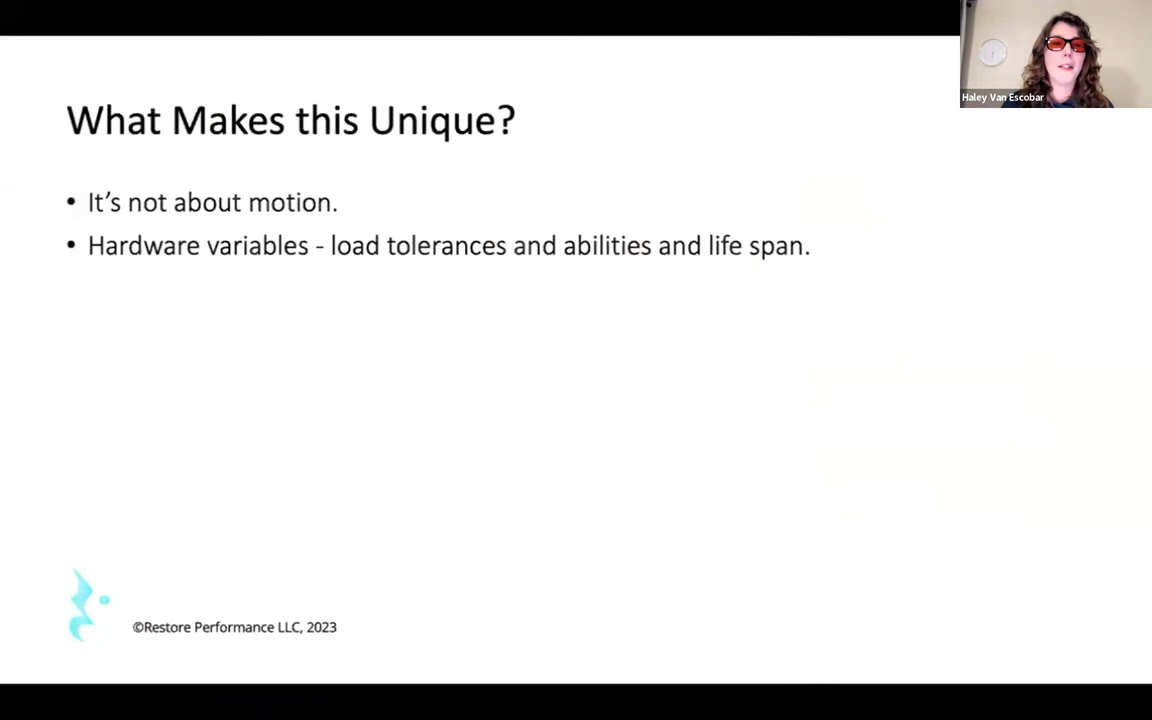 Haley Van Escobar
What Makes this Unique?
• It’s not about motion.
• Hardware variables - load tolerances and abilities and life span.
©Restore Performance LLC, 2023